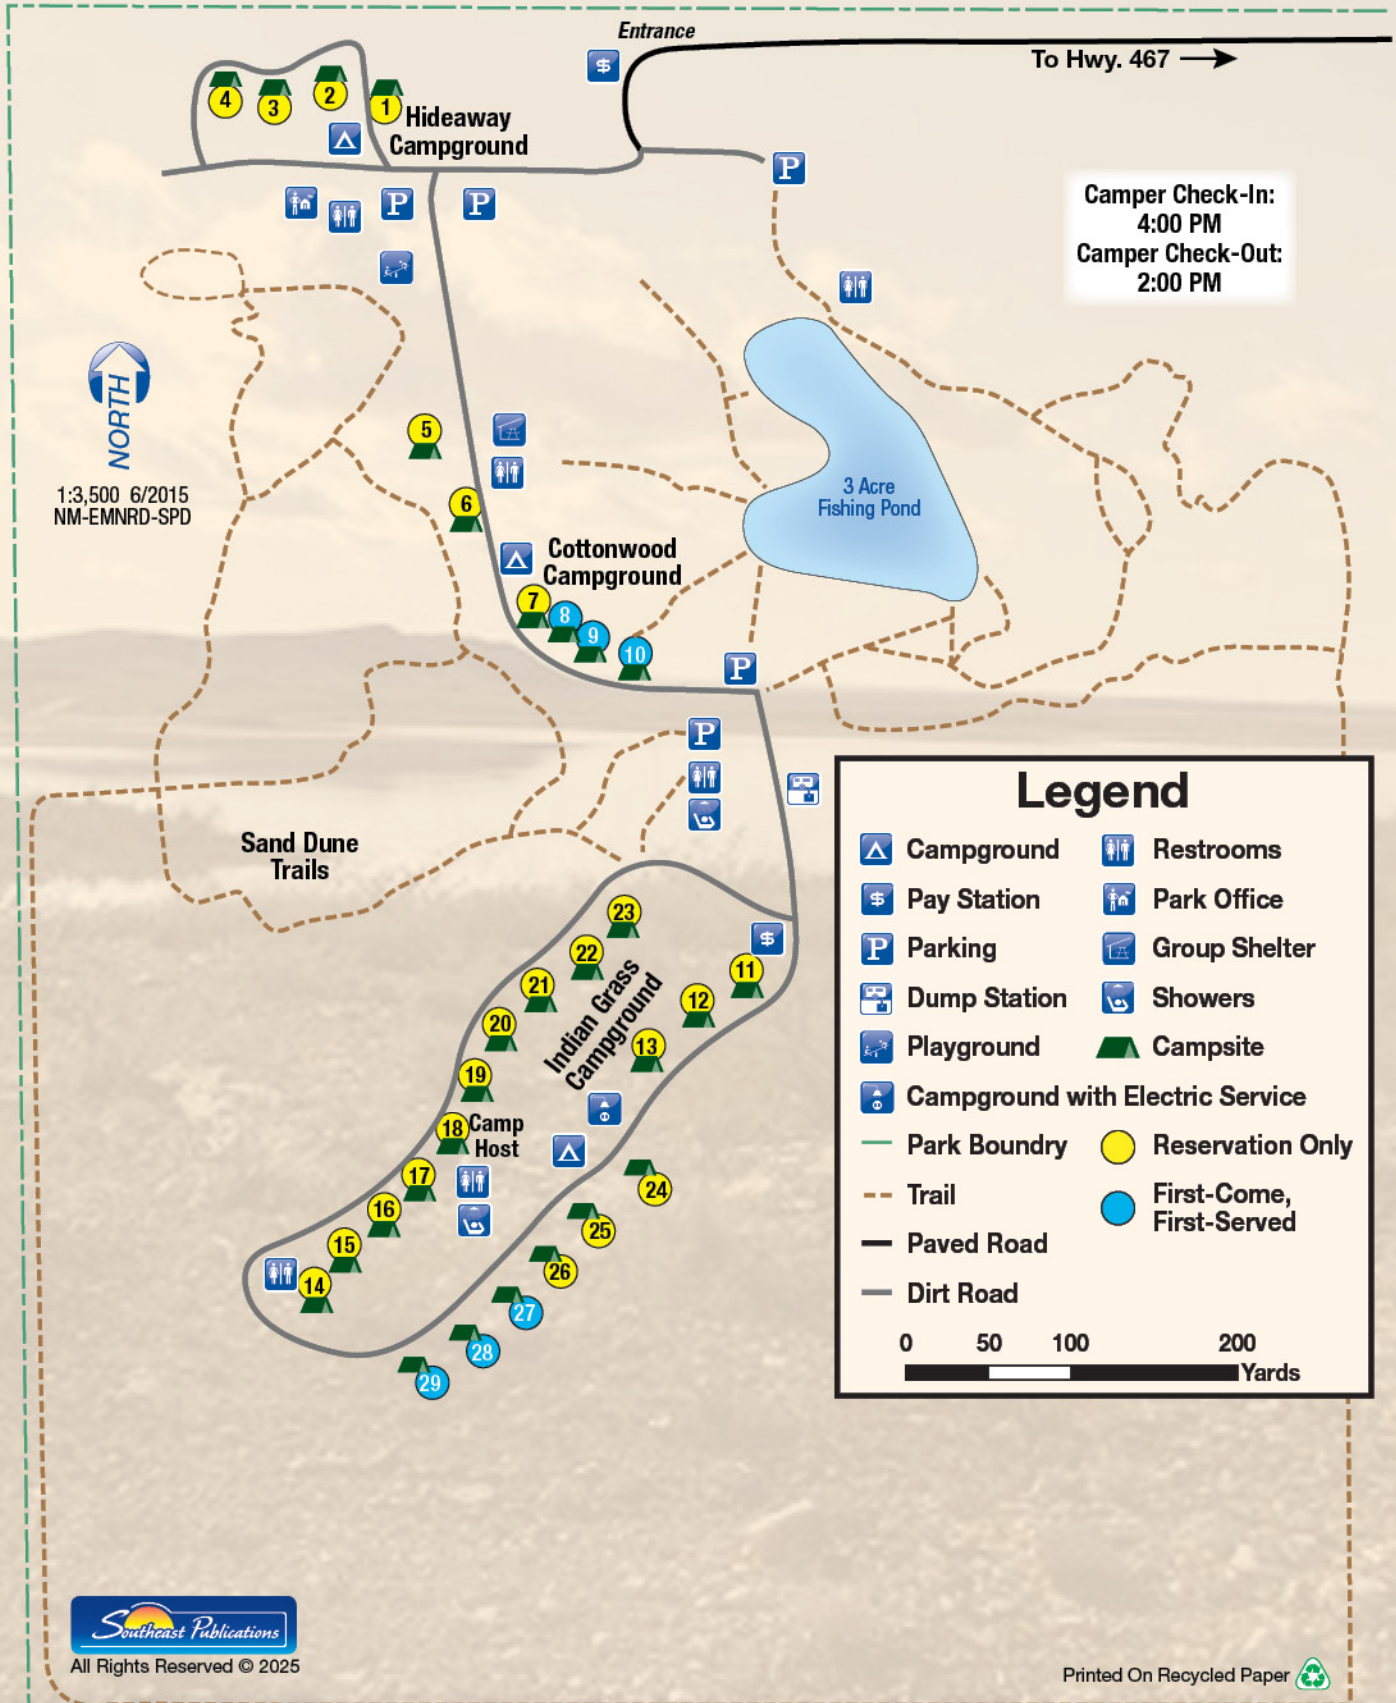 Entrance
$
To Hwy. 467
4
3
2
1
Hideaway
Campground
P
P
P
Camper Check-In:
4:00 PM
Camper Check-Out:
2:00 PM
NORTH
1:3,500 6/2015
NM-EMNRD-SPD
5
6
3 Acre
Fishing Pond
Cottonwood
Campground
7
8
9
10
P
P
Sand Dune
Trails
23
22
21
20
19
18
17
16
15
14
$
11
12
13
Indian Grass
Campground
Camp
Host
24
25
26
27
28
29
Legend
Campground
Restrooms
$ Pay Station
Park Office
P Parking
Group Shelter
Dump Station
Showers
Playground
Campsite
Campground with Electric Service
Park Boundry
Reservation Only
Trail
First-Come,
First-Served
Paved Road
Dirt Road
0 50 100 200
Yards
Southeast Publications
All Rights Reserved © 2025
Printed On Recycled Paper